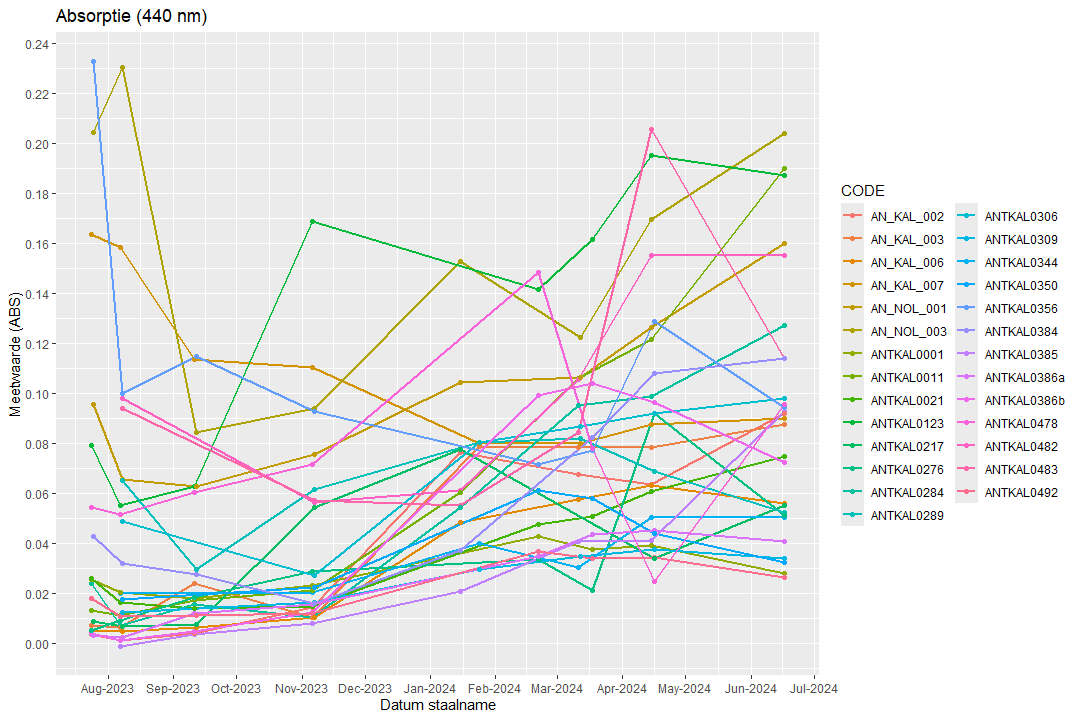 Absorptie (440 nm)
Meetwaarde (ABS)
0.24
0.22
0.20
0.18
0.16
0.14
0.12
0.10
0.08
0.06
0.04
0.02
0.00
Aug-2023 Sep-2023 Oct-2023 Nov-2023 Dec-2023 Jan-2024 Feb-2024 Mar-2024 Apr-2024 May-2024 Jun-2024 Jul-2024
Datum staalname
CODE
AN_KAL_002
AN_KAL_003
AN_KAL_006
AN_KAL_007
AN_NOL_001
AN_NOL_003
ANTKAL0001
ANTKAL0011
ANTKAL0021
ANTKAL0123
ANTKAL0217
ANTKAL0276
ANTKAL0284
ANTKAL0289
ANTKAL0306
ANTKAL0309
ANTKAL0344
ANTKAL0350
ANTKAL0356
ANTKAL0384
ANTKAL0385
ANTKAL0386a
ANTKAL0386b
ANTKAL0478
ANTKAL0482
ANTKAL0483
ANTKAL0492